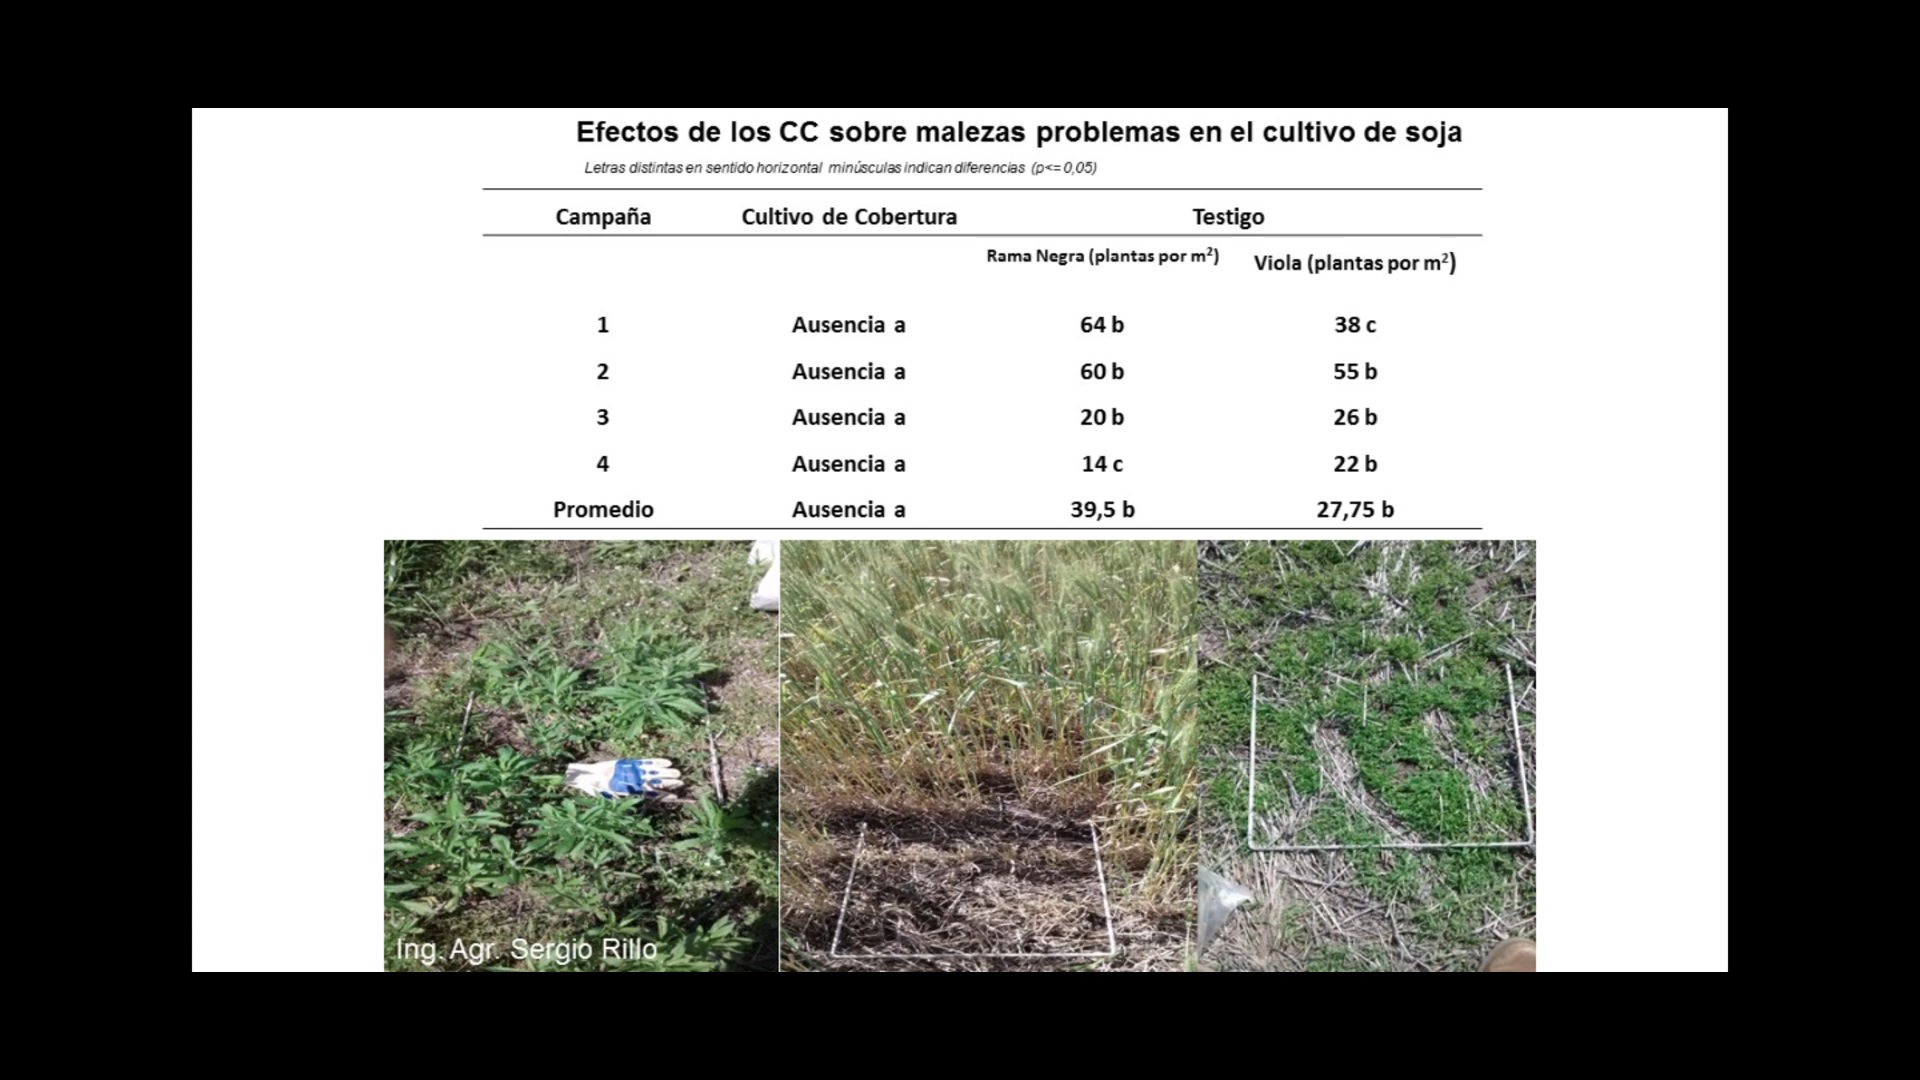 Efectos de los CC sobre malezas problemas en el cultivo de soja
Letras distintas en sentido horizontal minúsculas indican diferencias (p<= 0,05)
Campaña Cultivo de Cobertura Testigo
Rama Negra (plantas por m²) Viola (plantas por m²)
1 Ausencia a 64 b 38 c
2 Ausencia a 60 b 55 b
3 Ausencia a 20 b 26 b
4 Ausencia a 14 c 22 b
Promedio Ausencia a 39,5 b 27,75 b
Ing. Agr. Sergio Rillo